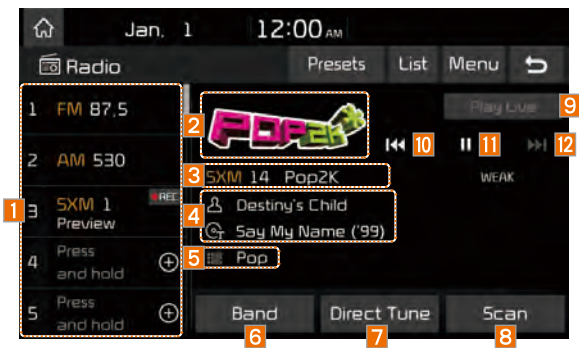 Jan. 1 12:00 AM
Radio Presets List Menu
1 FM 87.5
2 AM 530
3 SXM 1 REC
Preview
4 Press
and hold
5 Press
and hold
1
2
POP2K
3
SXM 14 Pop2K
4
Destiny's Child
Say My Name ('99)
5
Pop
Play Live 9
10 11 12
WEAK
Band Direct Tune Scan
6 7 8